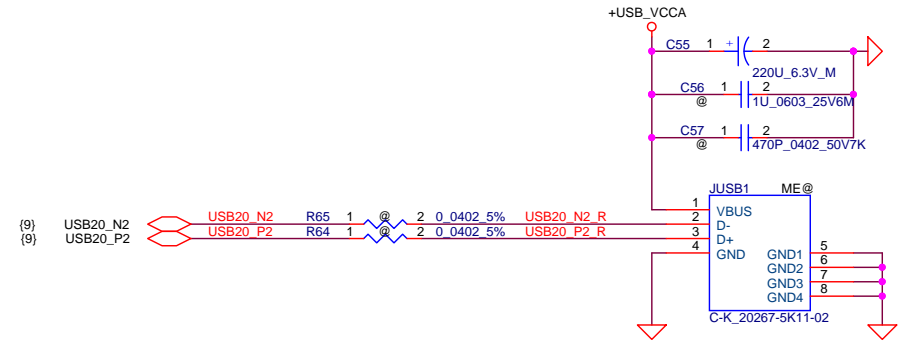 +USB_VCCA
C55 1 + 2
220U_6.3V_M
C56 1 2
@ 1U_0603_25V6M
C57 1 2
@ 470P_0402_50V7K
JUSB1 ME@
{9} USB20_N2 USB20_N2 R65 1 @ 2 0_0402_5% USB20_N2_R
{9} USB20_P2 USB20_P2 R64 1 @ 2 0_0402_5% USB20_P2_R
1 VBUS
2 D-
3 D+
4 GND
GND1 5
GND2 6
GND3 7
GND4 8
C-K_20267-5K11-02